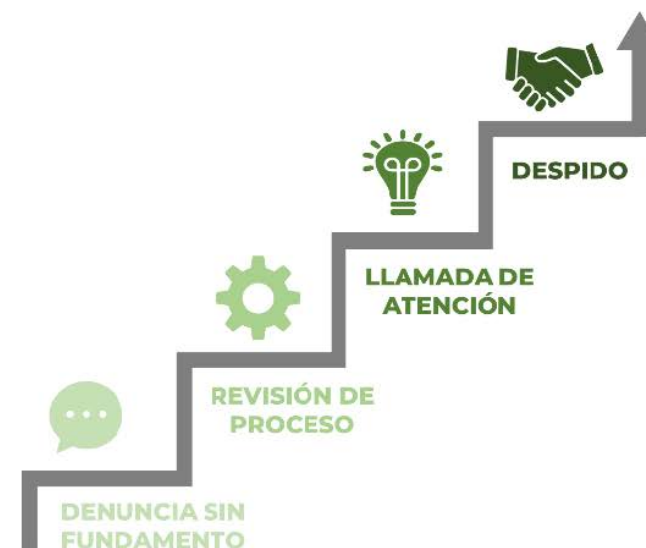 DESPIDO
LLAMADA DE
ATENCIÓN
REVISIÓN DE
PROCESO
DENUNCIA SIN
FUNDAMENTO